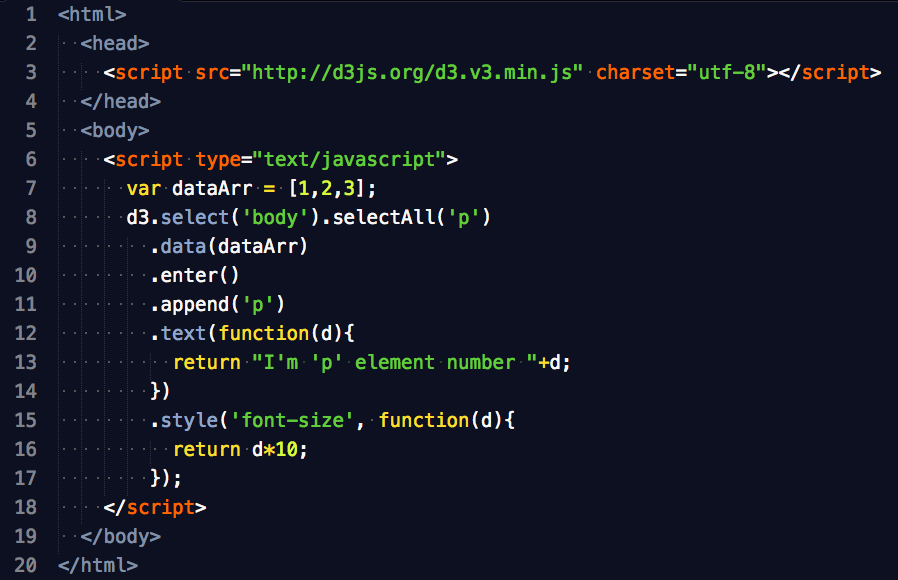 1 <html>
2   <head>
3     <script src="http://d3js.org/d3.v3.min.js" charset="utf-8"></script>
4   </head>
5   <body>
6     <script type="text/javascript">
7       var dataArr = [1,2,3];
8       d3.select('body').selectAll('p')
9         .data(dataArr)
10         .enter()
11         .append('p')
12         .text(function(d){
13           return "I'm 'p' element number "+d;
14         })
15         .style('font-size', function(d){
16           return d*10;
17         });
18     </script>
19   </body>
20 </html>